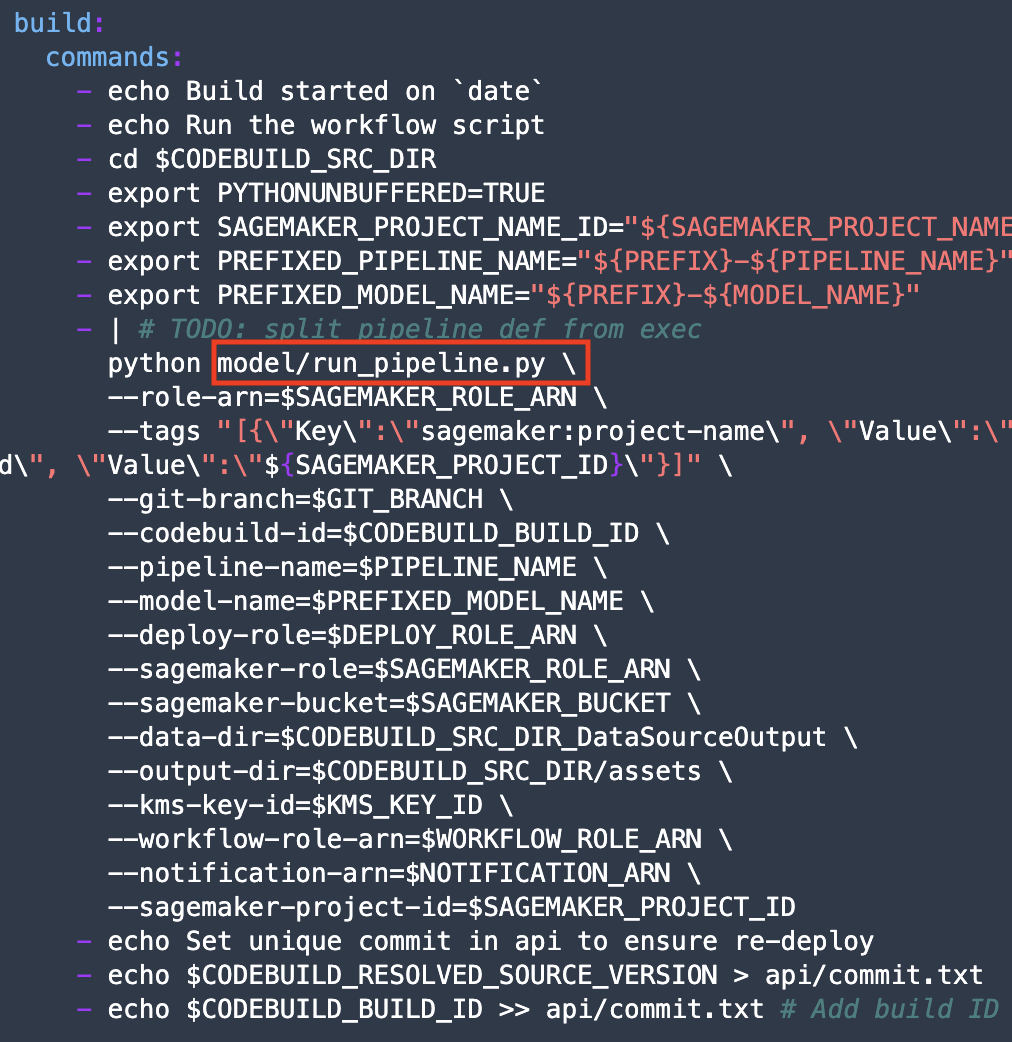 build:
commands:
- echo Build started on `date`
- echo Run the workflow script
- cd $CODEBUILD_SRC_DIR
- export PYTHONUNBUFFERED=TRUE
- export SAGEMAKER_PROJECT_NAME_ID="${SAGEMAKER_PROJECT_NAME
- export PREFIXED_PIPELINE_NAME="${PREFIX}-${PIPELINE_NAME}"
- export PREFIXED_MODEL_NAME="${PREFIX}-${MODEL_NAME}"
- | # TODO: split pipeline def from exec
python model/run_pipeline.py \
--role-arn=$SAGEMAKER_ROLE_ARN \
--tags "[{\"Key\":\"sagemaker:project-name\", \"Value\":\"
d\", \"Value\":\"${SAGEMAKER_PROJECT_ID}\"}]" \
--git-branch=$GIT_BRANCH \
--codebuild-id=$CODEBUILD_BUILD_ID \
--pipeline-name=$PIPELINE_NAME \
--model-name=$PREFIXED_MODEL_NAME \
--deploy-role=$DEPLOY_ROLE_ARN \
--sagemaker-role=$SAGEMAKER_ROLE_ARN \
--sagemaker-bucket=$SAGEMAKER_BUCKET \
--data-dir=$CODEBUILD_SRC_DIR_DataSourceOutput \
--output-dir=$CODEBUILD_SRC_DIR/assets \
--kms-key-id=$KMS_KEY_ID \
--workflow-role-arn=$WORKFLOW_ROLE_ARN \
--notification-arn=$NOTIFICATION_ARN \
--sagemaker-project-id=$SAGEMAKER_PROJECT_ID
- echo Set unique commit in api to ensure re-deploy
- echo $CODEBUILD_RESOLVED_SOURCE_VERSION > api/commit.txt
- echo $CODEBUILD_BUILD_ID >> api/commit.txt # Add build ID